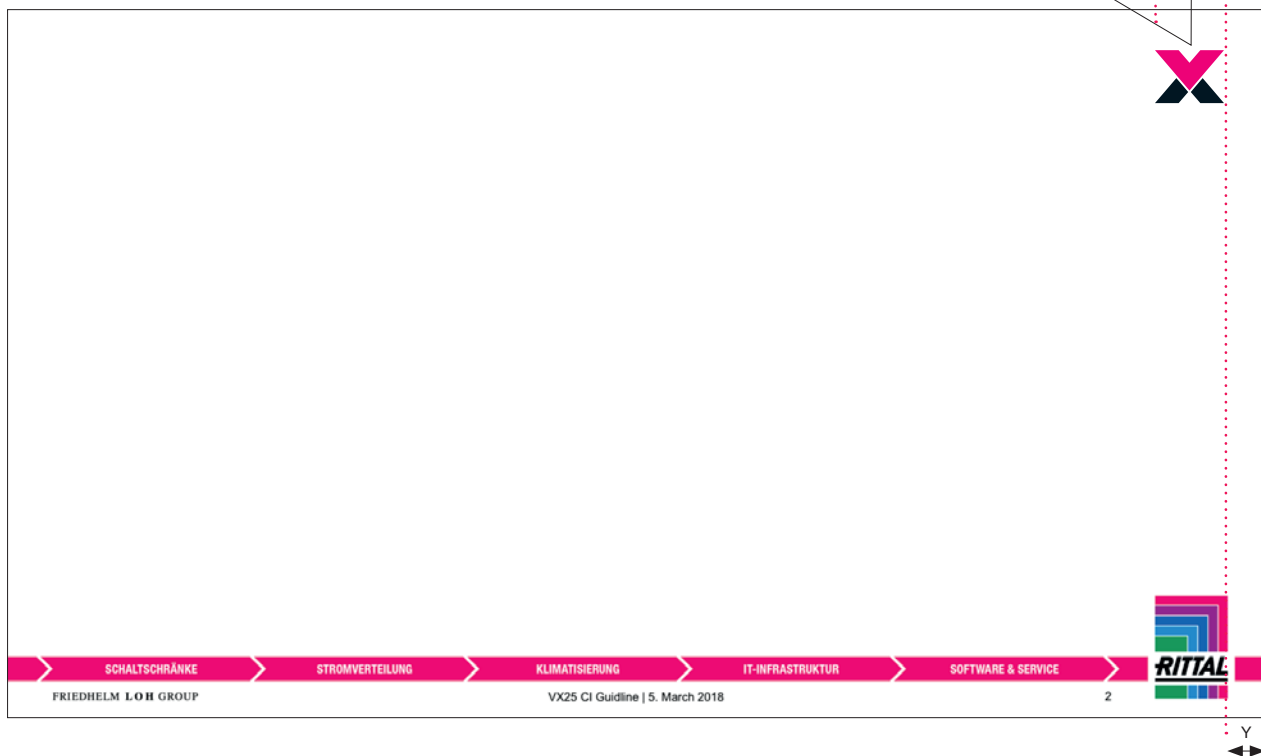 SCHALTSCHRÄNKE STROMVERTEILUNG KLIMATISIERUNG IT-INFRASTRUKTUR SOFTWARE & SERVICE
RITTAL
FRIEDHELM LOH GROUP VX25 CI Guidline | 5. March 2018 2
Y